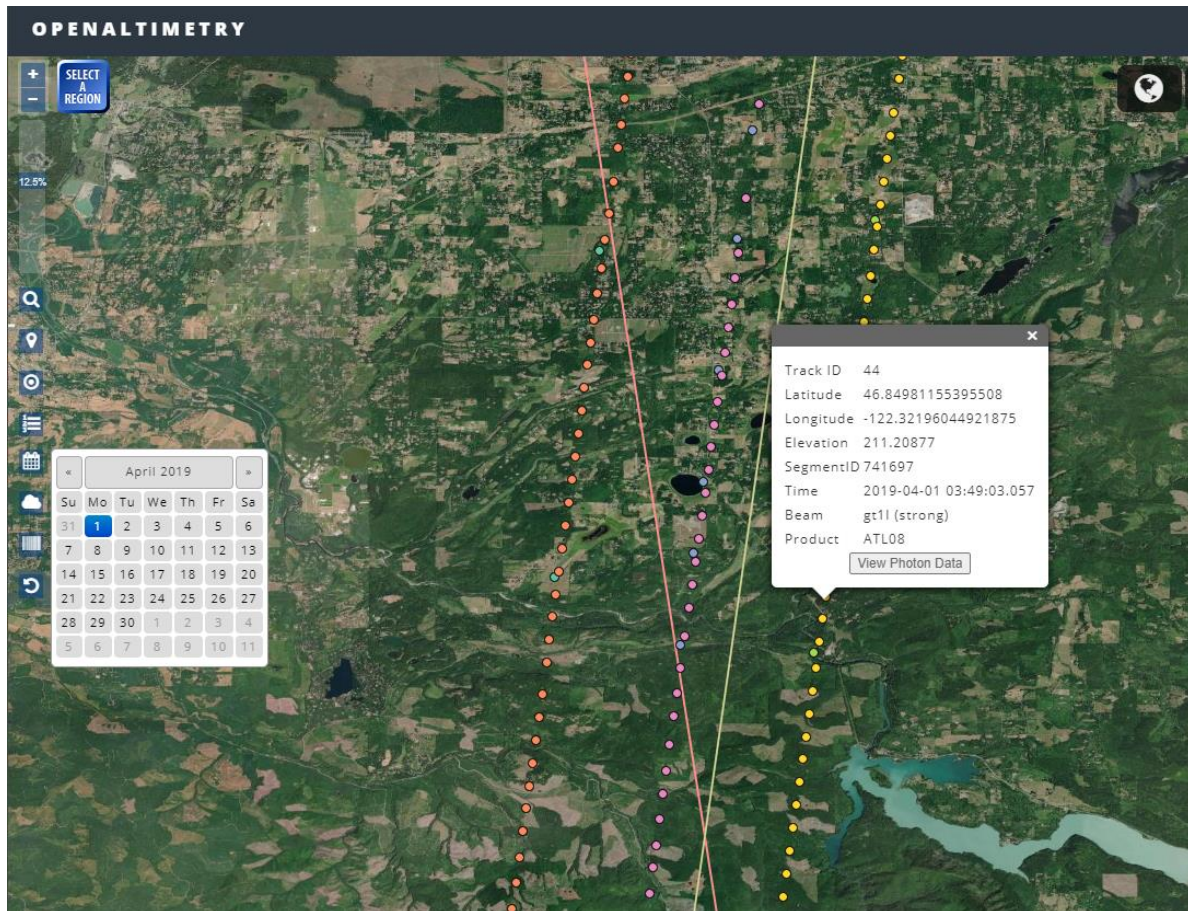 OPENALTIMETRY
+
SELECT
A
REGION
−
12.5%
×
Track ID 44
Latitude 46.84981155395508
Longitude -122.32196044921875
Elevation 211.20877
SegmentID 741697
Time 2019-04-01 03:49:03.057
Beam gt1l (strong)
Product ATL08
View Photon Data
« April 2019 »
Su Mo Tu We Th Fr Sa
31 1 2 3 4 5 6
7 8 9 10 11 12 13
14 15 16 17 18 19 20
21 22 23 24 25 26 27
28 29 30 1 2 3 4
5 6 7 8 9 10 11